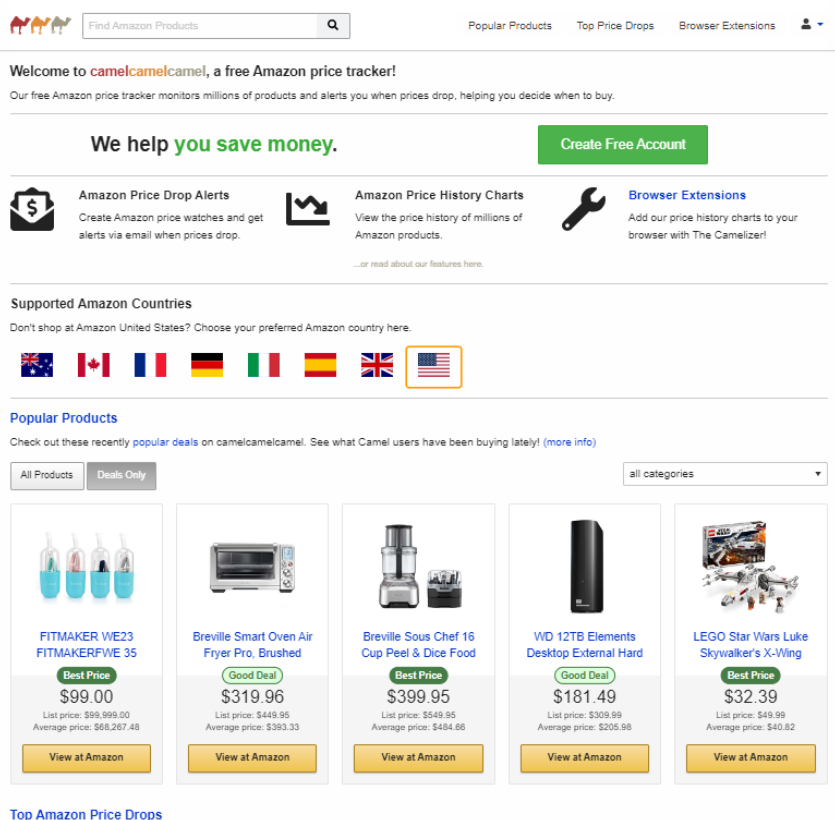 Find Amazon Products
Popular Products
Top Price Drops
Browser Extensions
Welcome to camelcamelcamel, a free Amazon price tracker!
Our free Amazon price tracker monitors millions of products and alerts you when prices drop, helping you decide when to buy.
We help you save money.
Create Free Account
Amazon Price Drop Alerts
Create Amazon price watches and get
alerts via email when prices drop.
Amazon Price History Charts
View the price history of millions of
Amazon products.
Browser Extensions
Add our price history charts to your
browser with The Camelizer!
...or read about our features here.
Supported Amazon Countries
Don't shop at Amazon United States? Choose your preferred Amazon country here.
Popular Products
Check out these recently popular deals on camelcamelcamel. See what Camel users have been buying lately! (more info)
All Products
Deals Only
all categories
FITMAKER WE23
FITMAKERFWE 35
Best Price
$99.00
List price: $99,999.00
Average price: $68,267.48
View at Amazon
Breville Smart Oven Air
Fryer Pro, Brushed
Good Deal
$319.96
List price: $449.95
Average price: $393.33
View at Amazon
Breville Sous Chef 16
Cup Peel & Dice Food
Best Price
$399.95
List price: $549.95
Average price: $484.66
View at Amazon
WD 12TB Elements
Desktop External Hard
Good Deal
$181.49
List price: $309.99
Average price: $205.98
View at Amazon
LEGO Star Wars Luke
Skywalker's X-Wing
Best Price
$32.39
List price: $49.99
Average price: $40.82
View at Amazon
Top Amazon Price Drops